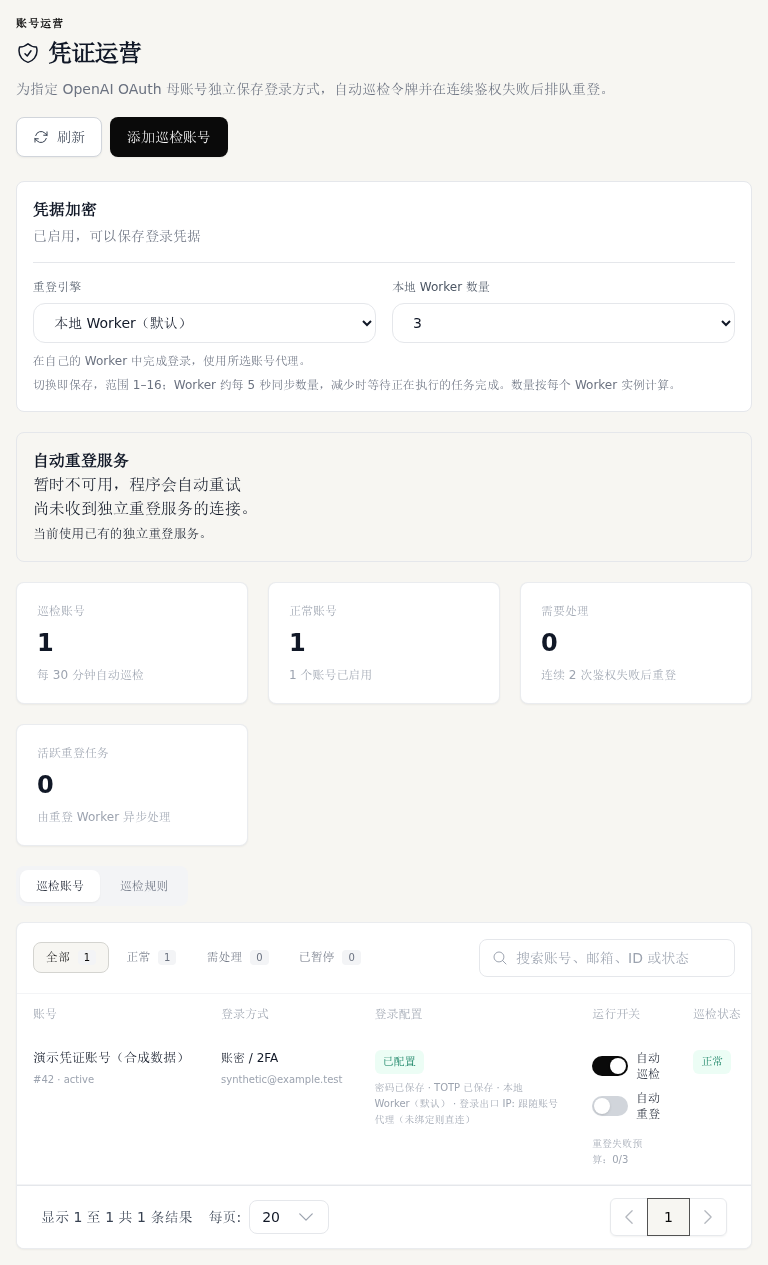 账号运营
凭证运营
为指定 OpenAI OAuth 母账号独立保存登录方式，自动巡检令牌并在连续鉴权失败后排队重登。
刷新
添加巡检账号
凭据加密
已启用，可以保存登录凭据
重登引擎
本地 Worker 数量
本地 Worker（默认）
3
在自己的 Worker 中完成登录，使用所选账号代理。
切换即保存，范围 1–16；Worker 约每 5 秒同步数量，减少时等待正在执行的任务完成。数量按每个 Worker 实例计算。
自动重登服务
暂时不可用，程序会自动重试
尚未收到独立重登服务的连接。
当前使用已有的独立重登服务。
巡检账号
1
每 30 分钟自动巡检
正常账号
1
1 个账号已启用
需要处理
0
连续 2 次鉴权失败后重登
活跃重登任务
0
由重登 Worker 异步处理
巡检账号
巡检规则
全部 1
正常 1
需处理 0
已暂停 0
搜索账号、邮箱、ID 或状态
账号
登录方式
登录配置
运行开关
巡检状态
演示凭证账号（合成数据）
#42 · active
账密 / 2FA
synthetic@example.test
已配置
密码已保存 · TOTP 已保存 · 本地
Worker（默认） · 登录出口 IP: 跟随账号
代理（未绑定则直连）
自动
巡检
自动
重登
重登失败预
算：0/3
正常
显示 1 至 1 共 1 条结果
每页:
20
1